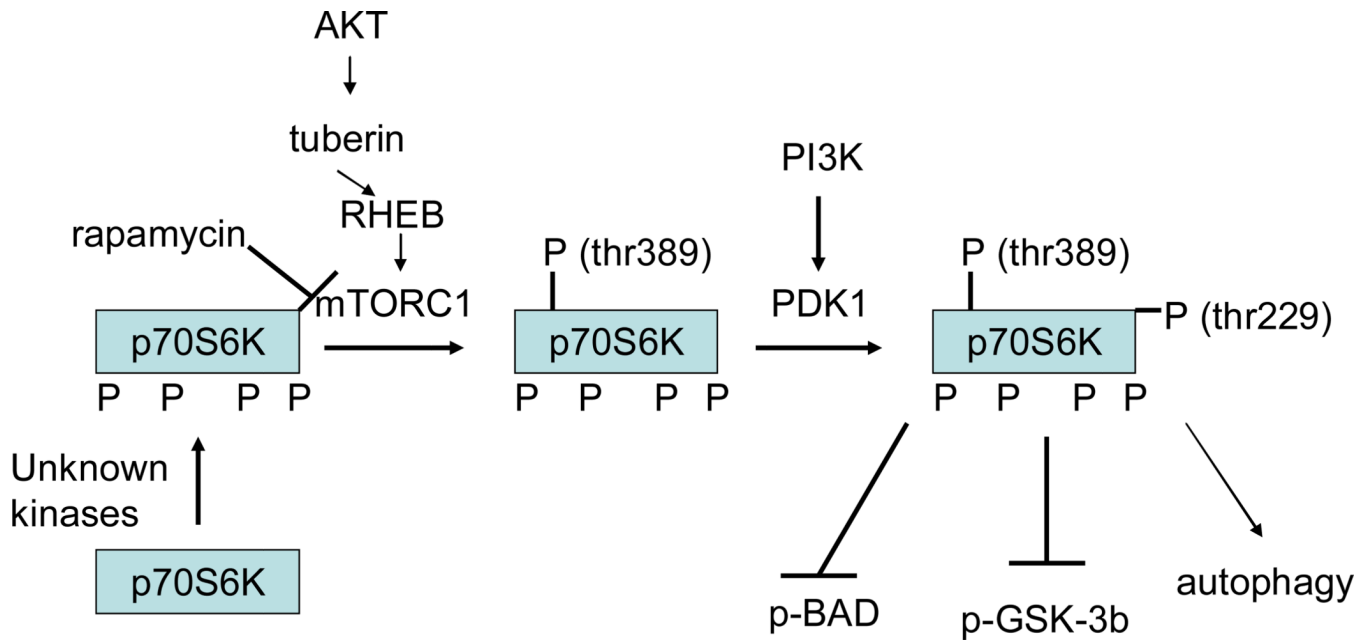 AKT
tuberin
RHEB
rapamycin
mTORC1
p70S6K
P P P P
Unknown
kinases
p70S6K
P (thr389)
p70S6K
P P P P
PI3K
PDK1
P (thr389)
P (thr229)
p70S6K
P P P P
p-BAD
p-GSK-3b
autophagy